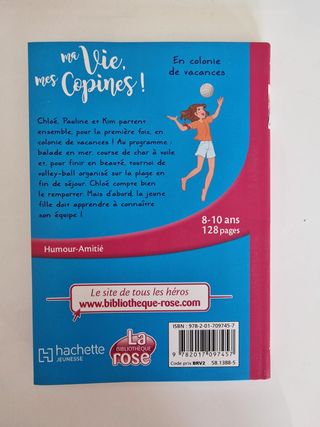 ma Vie,
mes Copines !
En colonie
de vacances
Chloé, Pauline et Kim partent
ensemble, pour la première fois, en
colonie de vacances ! Au programme :
balade en mer, course de char à voile et,
pour finir en beauté, tournoi de
volley-ball organisé sur la plage en
fin de séjour. Chloé compte bien
le remporter. Mais d'abord, la jeune
fille doit apprendre à connaître
son équipe !
8-10 ans
128 pages
Humour-Amitié
Le site de tous les héros
www.bibliotheque-rose.com
hachette
JEUNESSE
La
BIBLIOTHÈQUE
rose
ISBN : 978-2-01-709745-7
9 782017 097457
Code prix BRV2 58.1388-5